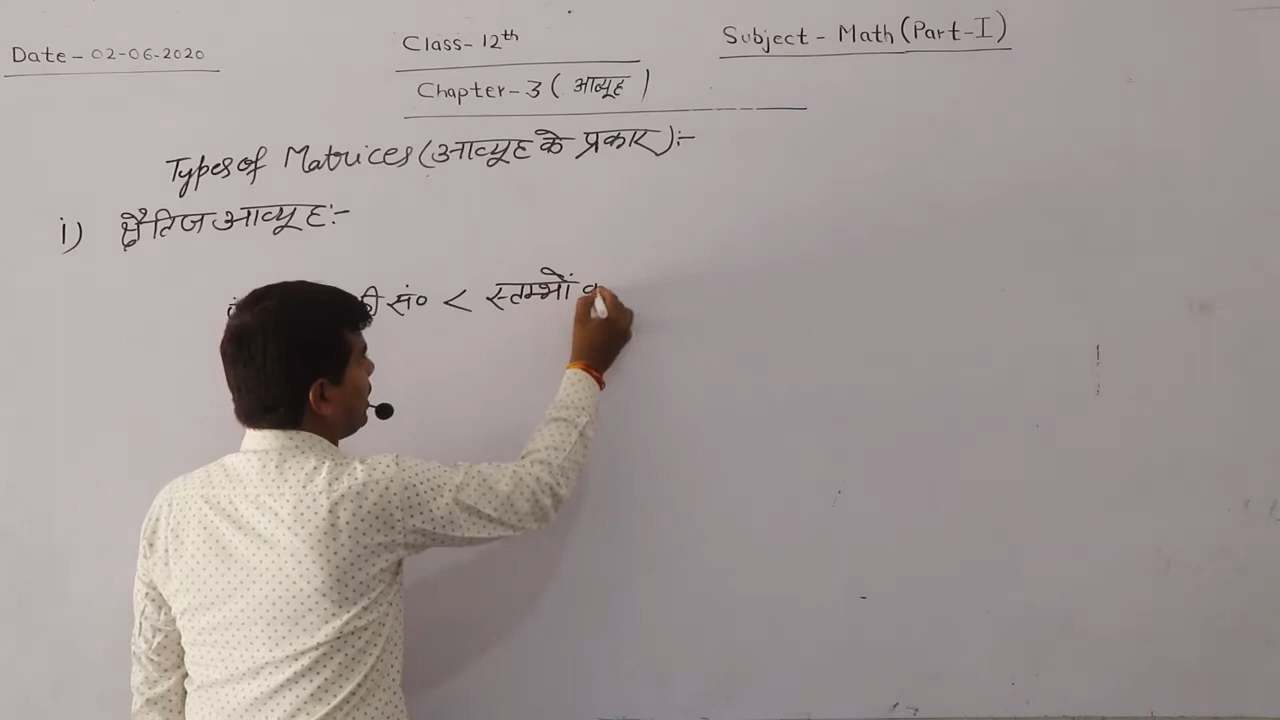 Date - 02-06-2020
Class- 12th
Subject - Math (Part-I)
Chapter - 3 ( आव्यूह )
Types of Matrices (आव्यूह के प्रकार) :-
i) क्षैतिज आव्यूह :-
की सं० < स्तम्भों